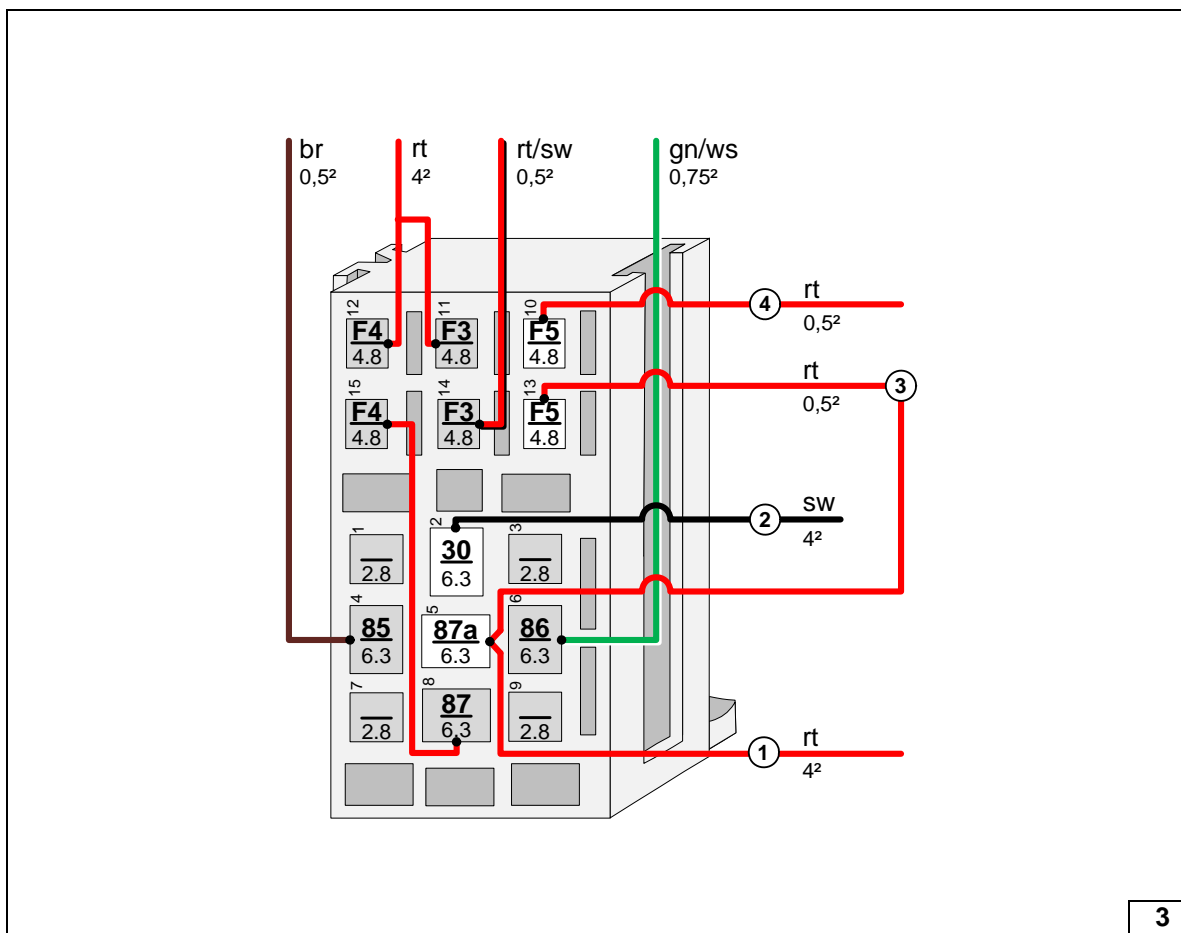 br rt rt/sw gn/ws
0,5² 4² 0,5² 0,75²
12 11 10
F4 F3 F5
4.8 4.8 4.8
4 rt
0,5²
15 14 13
F4 F3 F5
4.8 4.8 4.8
rt 3
0,5²
1 2 3
30
2.8 6.3 2.8
2 sw
4²
4 5 6
85 87a 86
6.3 6.3 6.3
7 8 9
87
2.8 6.3 2.8
1 rt
4²
3